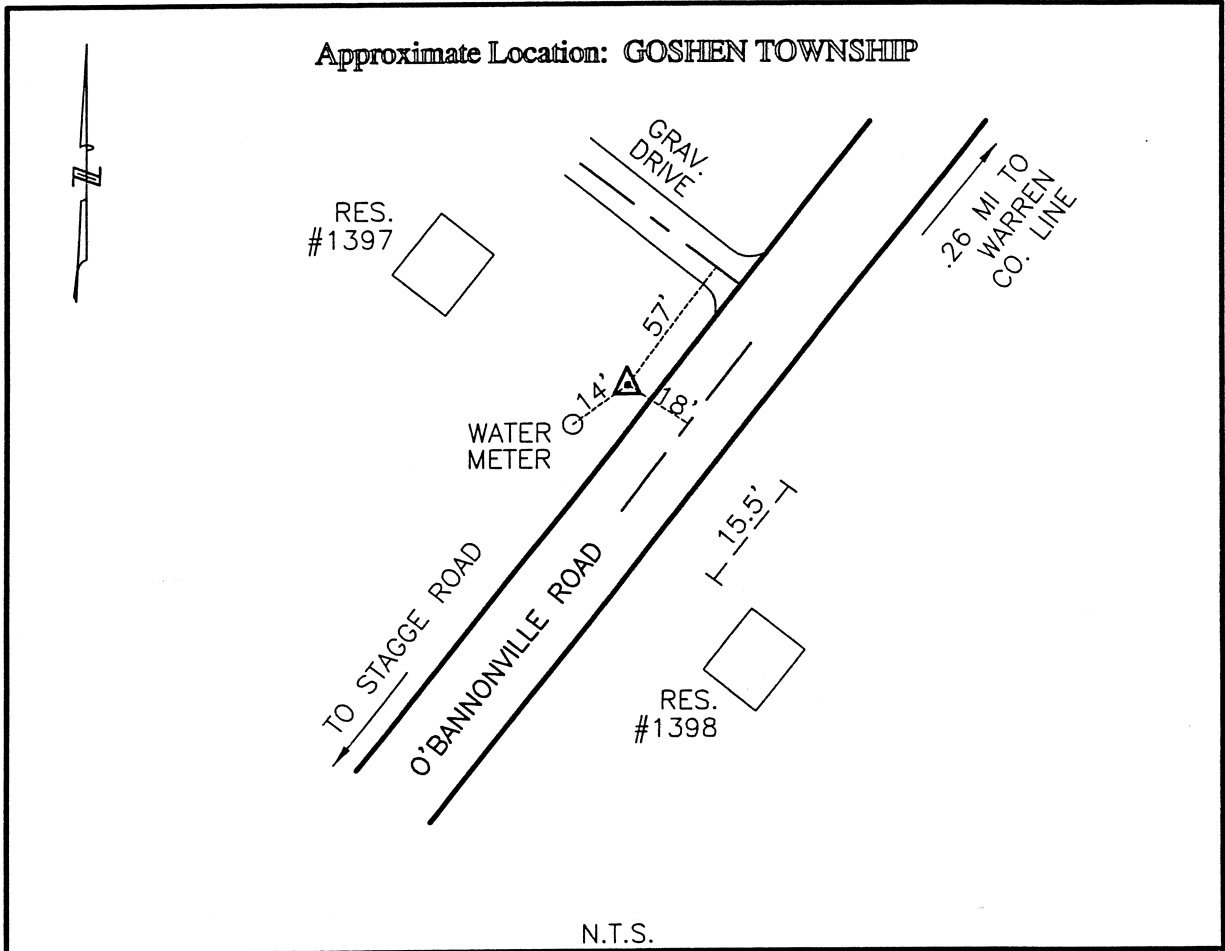 Approximate Location: GOSHEN TOWNSHIP
N
GRAV.
DRIVE
.26 MI TO
WARREN
CO. LINE
RES.
#1397
57'
14'
18'
WATER
METER
15.5'
TO STAGGE ROAD
O'BANNONVILLE ROAD
RES.
#1398
N.T.S.